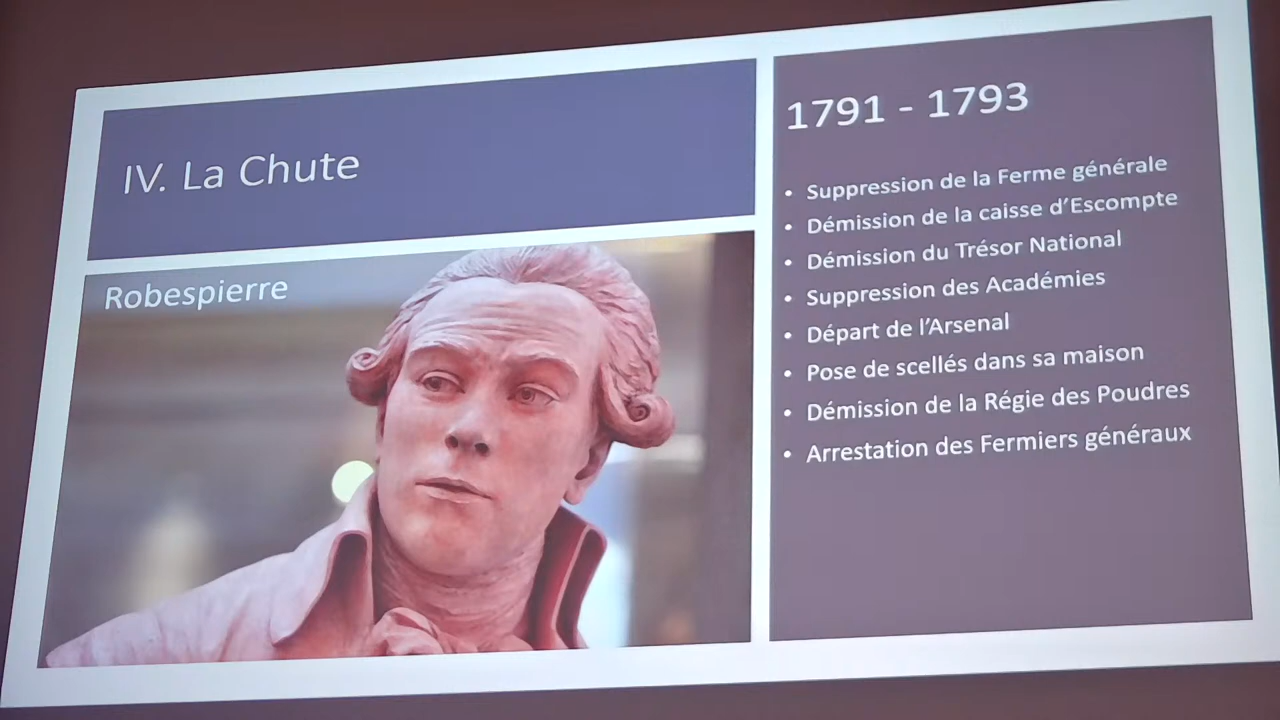 IV. La Chute
Robespierre
1791 - 1793
• Suppression de la Ferme générale
• Démission de la caisse d'Escompte
• Démission du Trésor National
• Suppression des Académies
• Départ de l'Arsenal
• Pose de scellés dans sa maison
• Démission de la Régie des Poudres
• Arrestation des Fermiers généraux